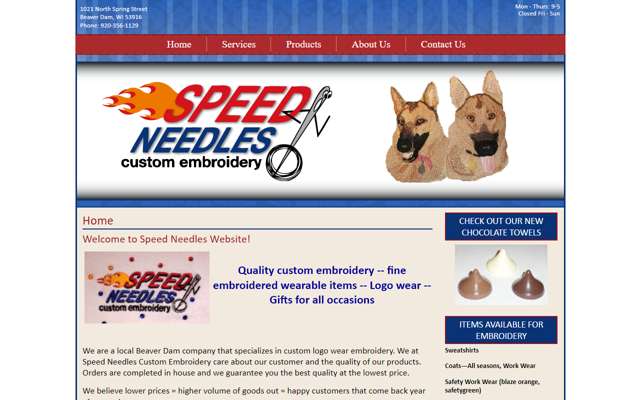 1021 North Spring Street
Beaver Dam, WI 53916
Phone: 920-356-1129
Mon - Thurs: 9-5
Closed Fri - Sun
Home
Services
Products
About Us
Contact Us
SPEED
NEEDLES
custom embroidery
Home
Welcome to Speed Needles Website!
SPEED
NEEDLES
custom embroidery
Quality custom embroidery -- fine
embroidered wearable items -- Logo wear --
Gifts for all occasions
We are a local Beaver Dam company that specializes in custom logo wear embroidery. We at
Speed Needles Custom Embroidery care about our customer and the quality of our products.
Orders are completed in house and we guarantee you the best quality at the lowest price.
We believe lower prices = higher volume of goods out = happy customers that come back year
CHECK OUT OUR NEW
CHOCOLATE TOWELS
ITEMS AVAILABLE FOR
EMBROIDERY
Sweatshirts
Coats—All seasons, Work Wear
Safety Work Wear (blaze orange,
safetygreen)